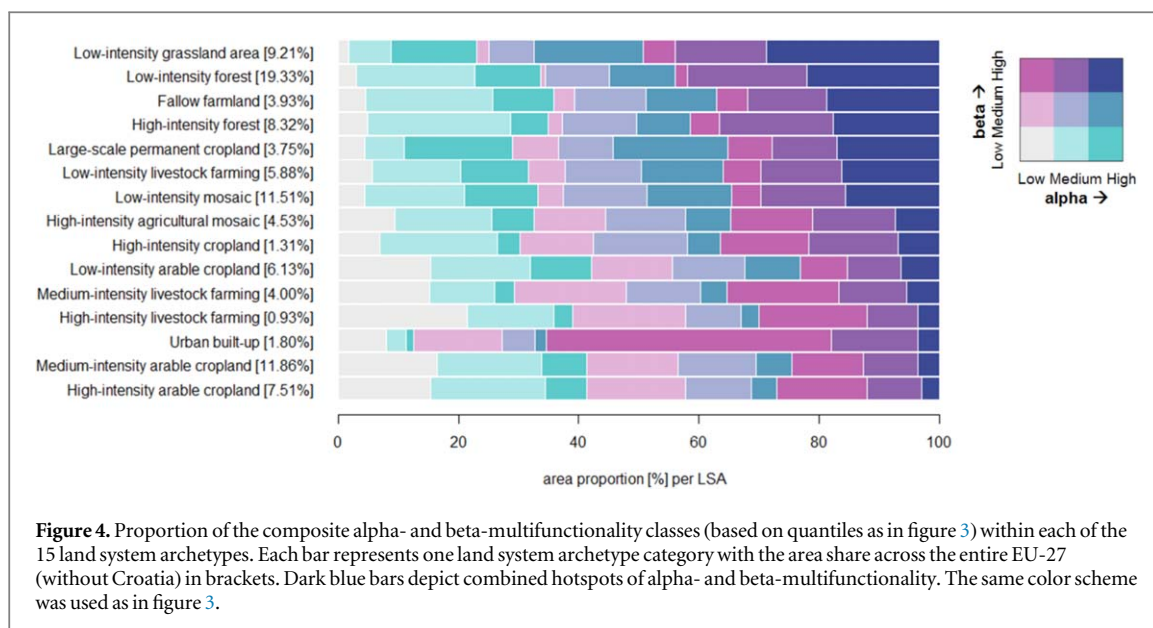 Low-intensity grassland area [9.21%]
Low-intensity forest [19.33%]
Fallow farmland [3.93%]
High-intensity forest [8.32%]
Large-scale permanent cropland [3.75%]
Low-intensity livestock farming [5.88%]
Low-intensity mosaic [11.51%]
High-intensity agricultural mosaic [4.53%]
High-intensity cropland [1.31%]
Low-intensity arable cropland [6.13%]
Medium-intensity livestock farming [4.00%]
High-intensity livestock farming [0.93%]
Urban built-up [1.80%]
Medium-intensity arable cropland [11.86%]
High-intensity arable cropland [7.51%]
0 20 40 60 80 100
area proportion [%] per LSA
beta →
Low Medium High
Low Medium High
alpha →
Figure 4. Proportion of the composite alpha- and beta-multifunctionality classes (based on quantiles as in figure 3) within each of the
15 land system archetypes. Each bar represents one land system archetype category with the area share across the entire EU-27
(without Croatia) in brackets. Dark blue bars depict combined hotspots of alpha- and beta-multifunctionality. The same color scheme
was used as in figure 3.